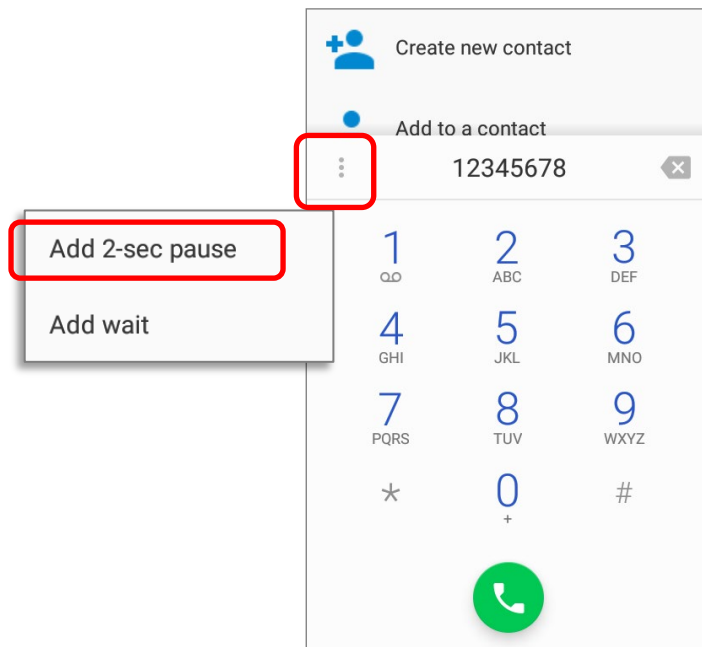 Create new contact
Add to a contact
12345678
Add 2-sec pause
Add wait
1 2 3
ABC DEF
4 5 6
GHI JKL MNO
7 8 9
PQRS TUV WXYZ
* 0 #
+